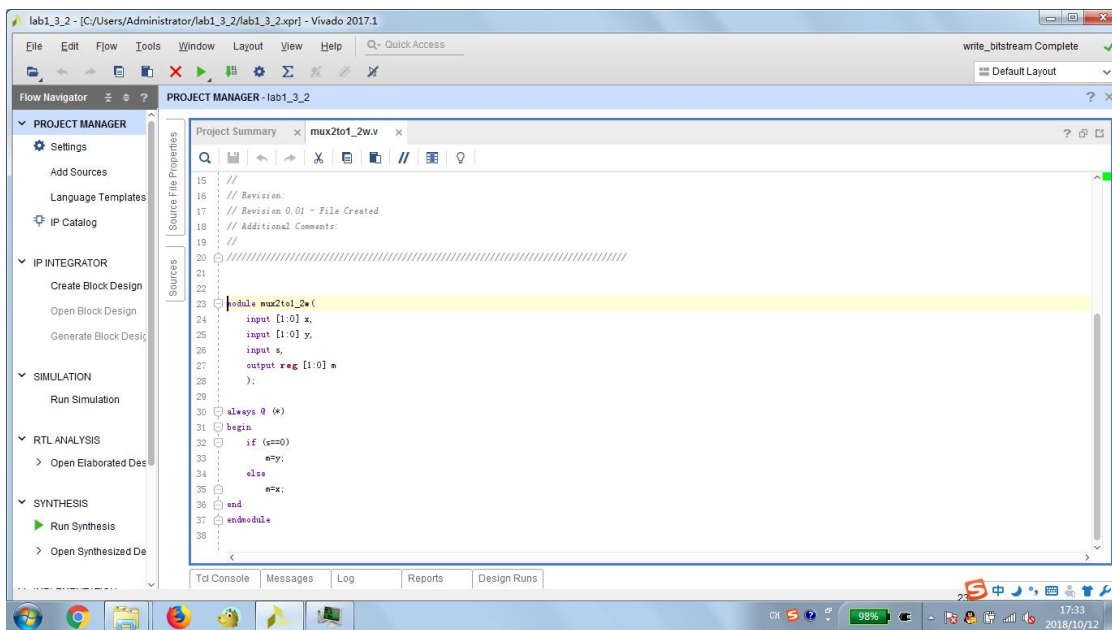 lab1_3_2 - [C:/Users/Administrator/lab1_3_2/lab1_3_2.xpr] - Vivado 2017.1
File Edit Flow Tools Window Layout View Help Q- Quick Access
write_bitstream Complete
Default Layout
Flow Navigator
PROJECT MANAGER - lab1_3_2
PROJECT MANAGER
Settings
Add Sources
Language Templates
IP Catalog
IP INTEGRATOR
Create Block Design
Open Block Design
Generate Block Desig
SIMULATION
Run Simulation
RTL ANALYSIS
Open Elaborated Des
SYNTHESIS
Run Synthesis
Open Synthesized De
Source File Properties
Sources
Project Summary
mux2to1_2w.v
15 //
16 // Revision:
17 // Revision 0.01 - File Created
18 // Additional Comments:
19 //
20 //////////////////////////////////////////////////////////////////////////////////
21
22
23 module mux2to1_2w(
24 input [1:0] x,
25 input [1:0] y,
26 input s,
27 output reg [1:0] m
28 );
29
30 always @ (*)
31 begin
32 if (s==0)
33 m=y;
34 else
35 m=x;
36 end
37 endmodule
38
Tcl Console Messages Log Reports Design Runs
中
CH
98%
17:33
2018/10/12